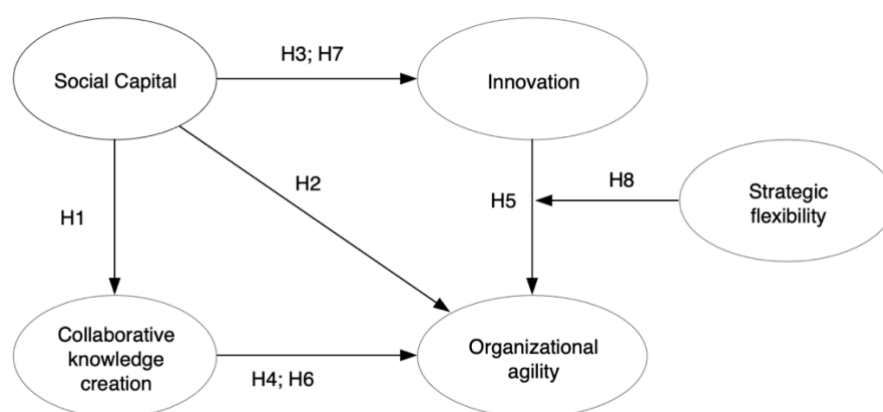 Social Capital
H3; H7
Innovation
H1
H2
H5
H8
Strategic
flexibility
Collaborative
knowledge
creation
H4; H6
Organizational
agility